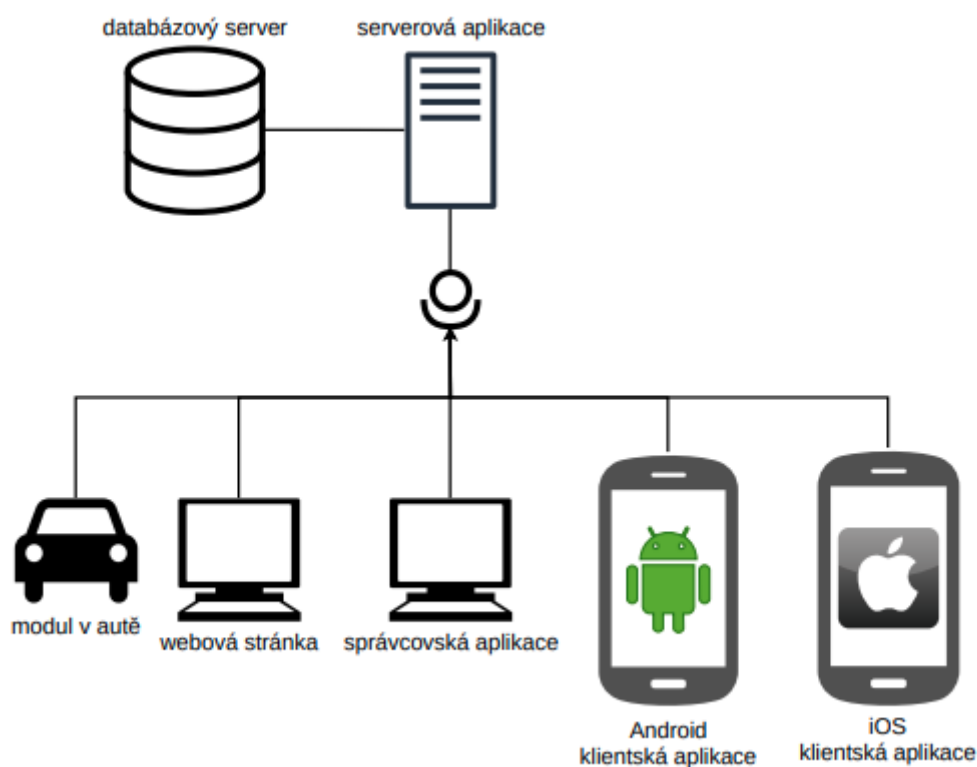 databázový server
serverová aplikace
modul v autě
webová stránka
správcovská aplikace
Android
klientská aplikace
iOS
klientská aplikace